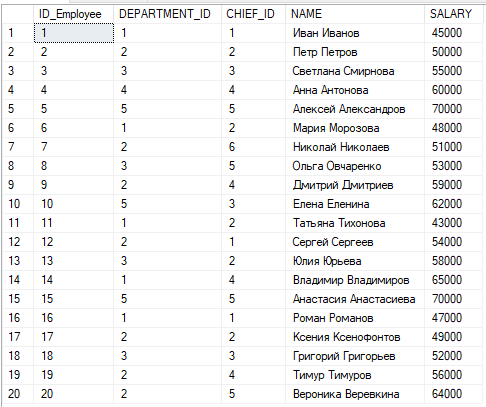 ID_Employee DEPARTMENT_ID CHIEF_ID NAME SALARY
1 1 1 1 Иван Иванов 45000
2 2 2 2 Петр Петров 50000
3 3 3 3 Светлана Смирнова 55000
4 4 4 4 Анна Антонова 60000
5 5 5 5 Алексей Александров 70000
6 6 1 2 Мария Морозова 48000
7 7 2 6 Николай Николаев 51000
8 8 3 5 Ольга Овчаренко 53000
9 9 2 4 Дмитрий Дмитриев 59000
10 10 5 3 Елена Еленина 62000
11 11 1 2 Татьяна Тихонова 43000
12 12 2 1 Сергей Сергеев 54000
13 13 3 2 Юлия Юрьева 58000
14 14 1 4 Владимир Владимиров 65000
15 15 5 5 Анастасия Анастасиева 70000
16 16 1 1 Роман Романов 47000
17 17 2 2 Ксения Ксенофонтов 49000
18 18 3 3 Григорий Григорьев 52000
19 19 2 4 Тимур Тимуров 56000
20 20 2 5 Вероника Веревкина 64000